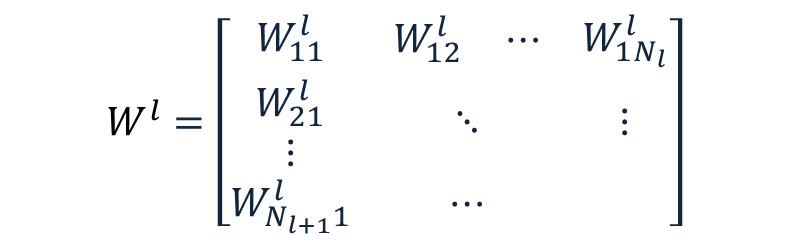 W^l = [ W^l_{11} W^l_{12} ⋯ W^l_{1N_l} ]
W^l_{21} ⋱ ⋮
⋮
W^l_{N_{l+1}1} ⋯